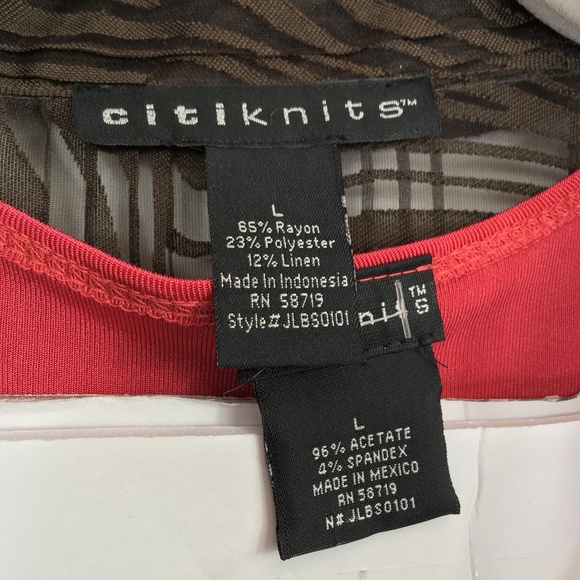 citiknits™
L
65% Rayon
23% Polyester
12% Linen
Made in Indonesia
RN 58719
Style# JLBS0101
nits™
L
96% ACETATE
4% SPANDEX
MADE IN MEXICO
RN 58719
N# JLBS0101